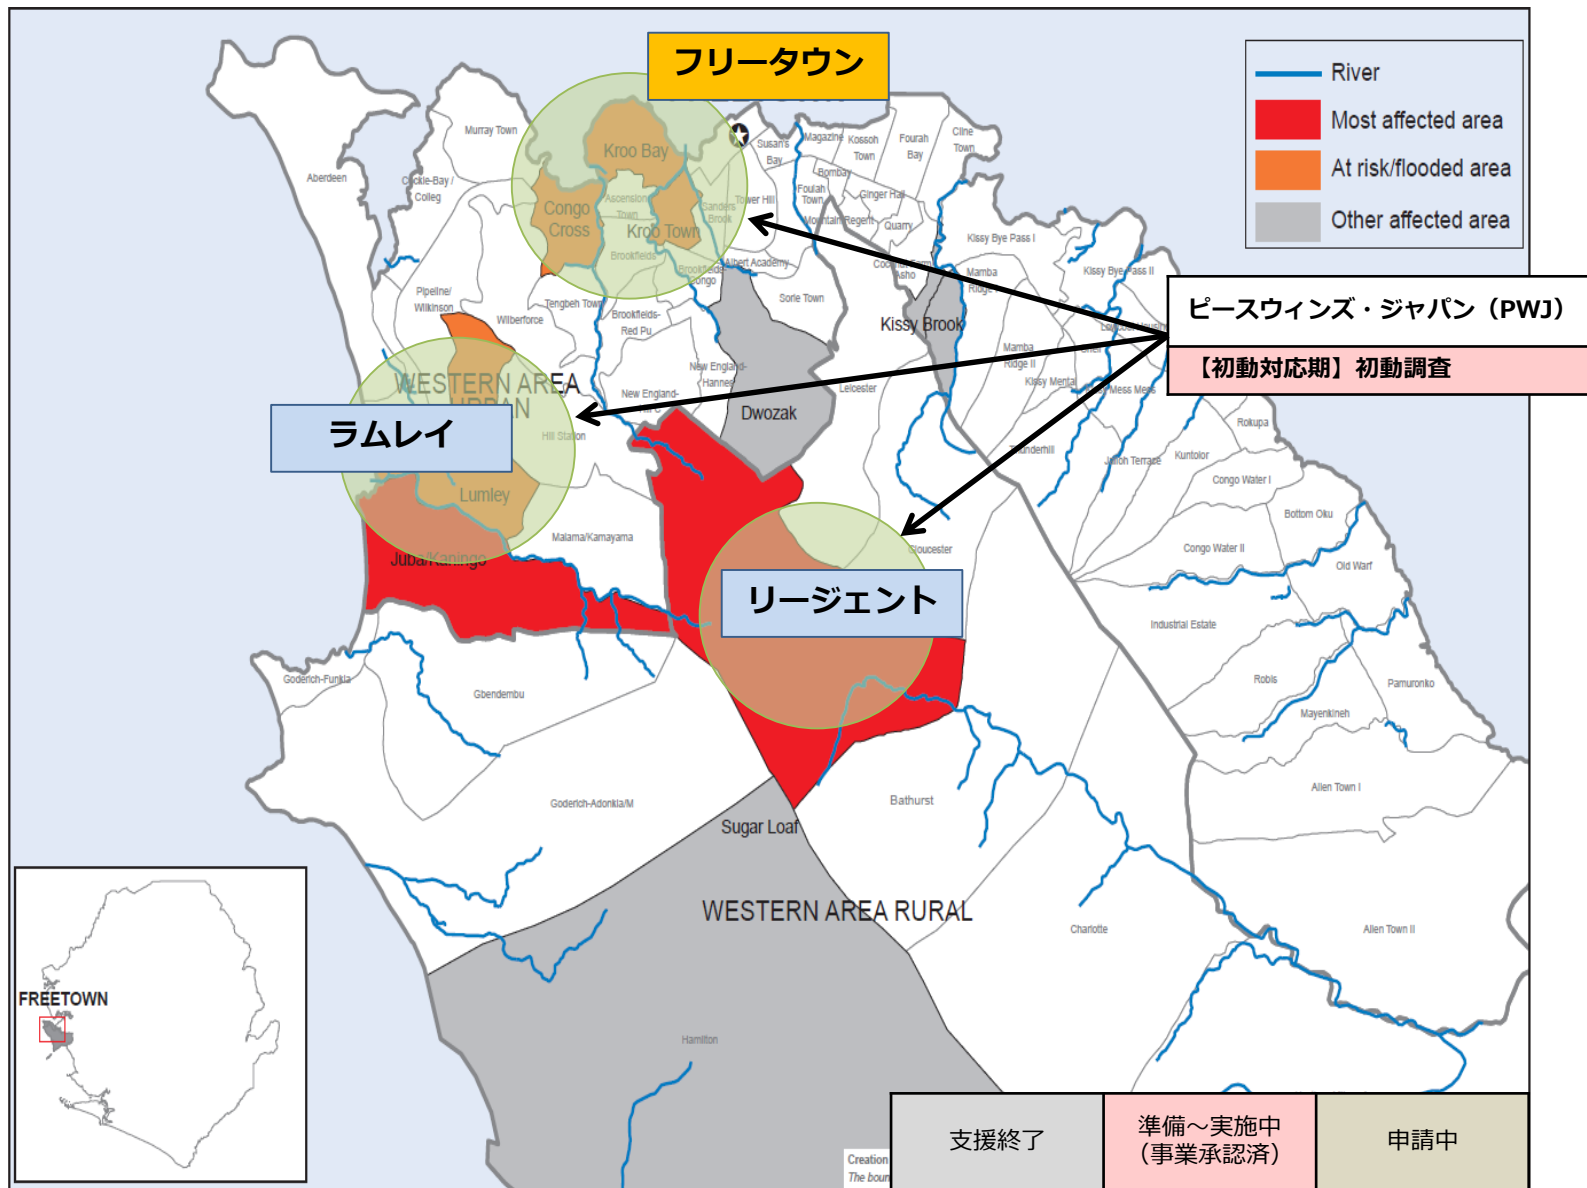 フリータウン
River
Most affected area
At risk/flooded area
Other affected area
ピースウィンズ・ジャパン（PWJ）
【初動対応期】初動調査
ラムレイ
リージェント
Murray Town
Aberdeen
Cockle-Bay /
Colleg
Kroo Bay
Congo
Cross
Ascension
Town
Kroo Town
Sanders
Brook
Tower Hill
Susan's
Bay
Magazine
Kossoh
Town
Fourah
Bay
Cline
Town
Bombay
Foulah
Town
Ginger Hall
Mountain Regent
Quarry
Brookfields
Albert Academy
Kissy Bye Pass I
Kissy Bye Pass II
Mamba
Pipeline/
Wilkinson
Wilberforce
Tengbeh Town
Brookfields-
Red Pu
Sorie Town
Kissy Brook
Mamba
Ridge II
Kissy Mental
New England-
Hannes
New England-
Leicester
Dwozak
WESTERN AREA
URBAN
Hill Station
Thunderhill
Jalloh Terrace
Kuntolor
Rokupa
Congo Water I
Bottom Oku
Congo Water II
Old Warf
Lumley
Malama/Kamayama
Juba/Kaningo
Gloucester
Industrial Estate
Robis
Pamuronko
Mayenkineh
Goderich-Funkia
Gbendembu
Goderich-Adonkia/M
Bathurst
Allen Town I
Sugar Loaf
WESTERN AREA RURAL
Charlotte
Allen Town II
FREETOWN
Hamilton
支援終了
準備～実施中
（事業承認済）
申請中
Creation
The boun